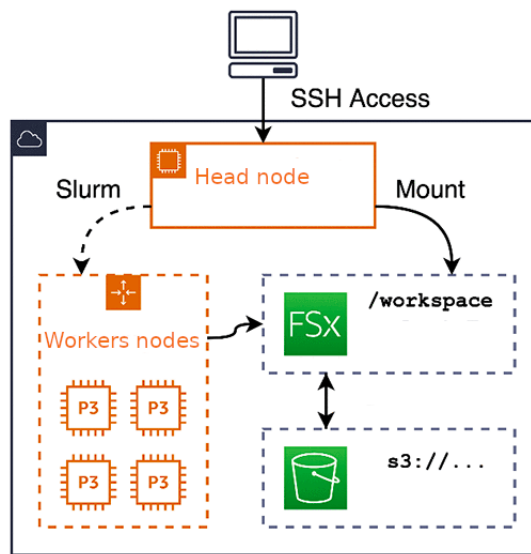 SSH Access
Head node
Slurm
Mount
Workers nodes
P3
P3
P3
P3
FSx
/workspace
s3://...